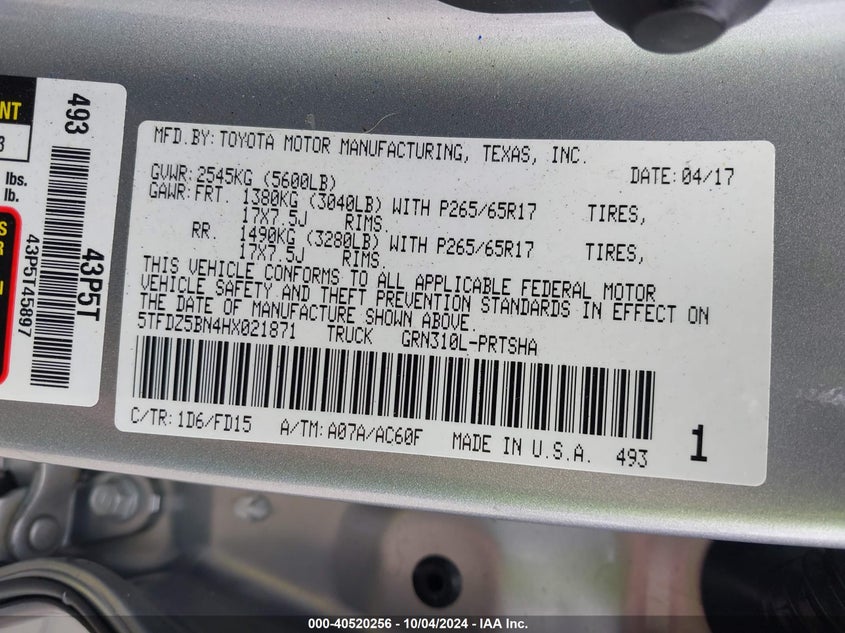 NT
3
lbs.
lb.
S
R
493
43P5T
43P5T45897
MFD.BY:TOYOTA MOTOR MANUFACTURING, TEXAS, INC.
GVWR:2545KG (5600LB) DATE:04/17
GAWR:FRT. 1380KG (3040LB) WITH P265/65R17 TIRES,
17X7.5J RIMS.
RR. 1490KG (3280LB) WITH P265/65R17 TIRES,
17X7.5J RIMS.
THIS VEHICLE CONFORMS TO ALL APPLICABLE FEDERAL MOTOR
VEHICLE SAFETY AND THEFT PREVENTION STANDARDS IN EFFECT ON
THE DATE OF MANUFACTURE SHOWN ABOVE.
5TFDZ5BN4HX021871 TRUCK GRN310L-PRTSHA
C/TR:1D6/FD15 A/TM:A07A/AC60F MADE IN U.S.A. 493 1
000-40520256 - 10/04/2024 - IAA Inc.